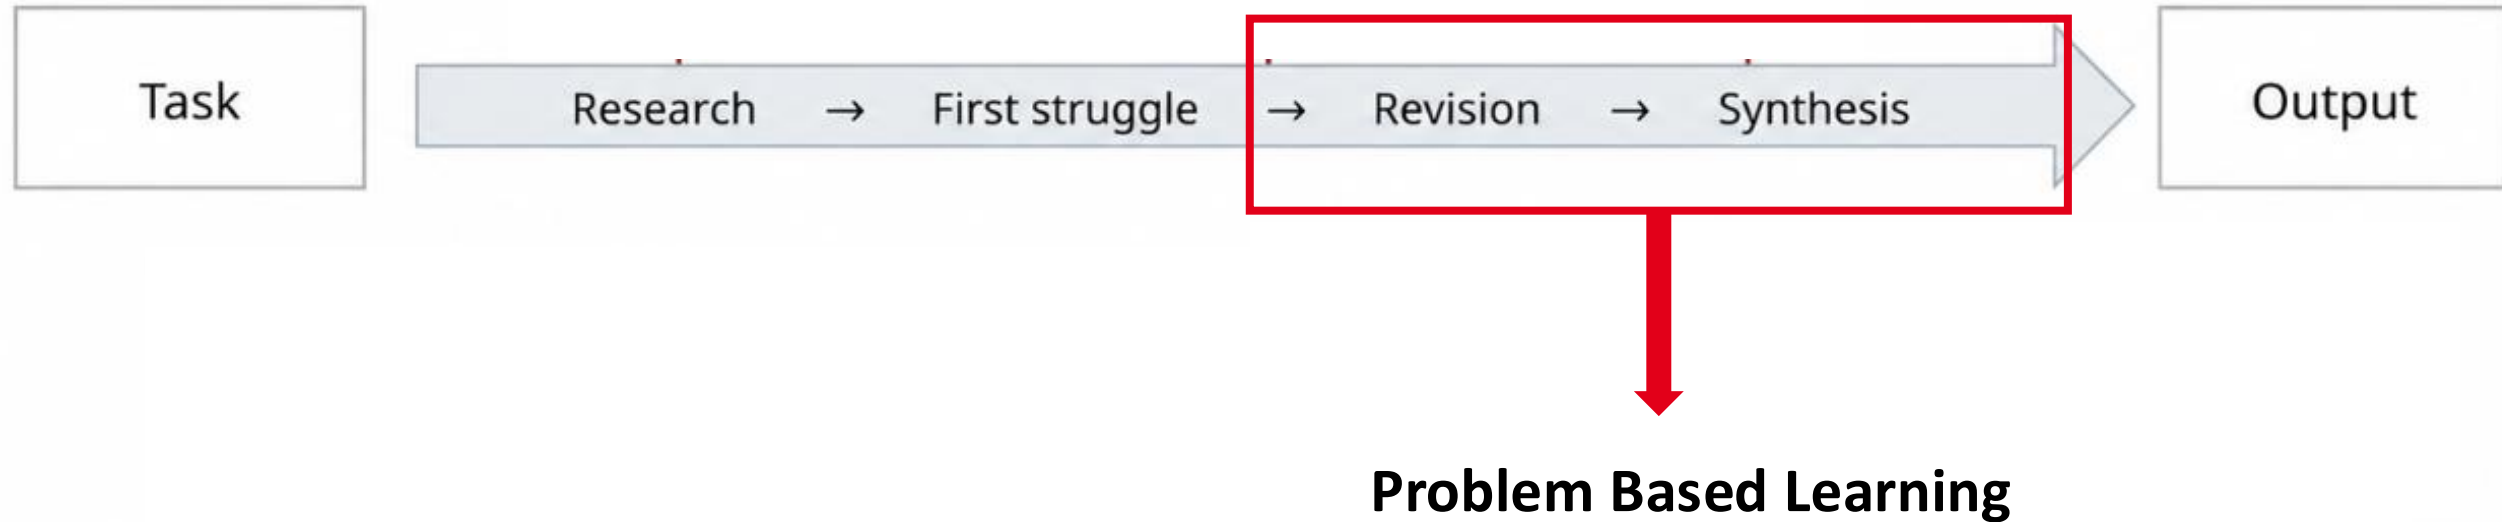 Task
Research → First struggle → Revision → Synthesis
Output
Problem Based Learning